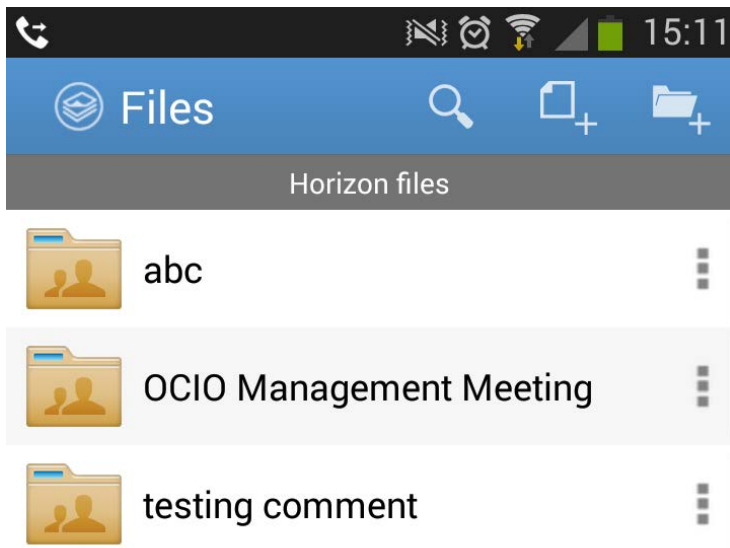 15:11
Files
Horizon files
abc
OCIO Management Meeting
testing comment